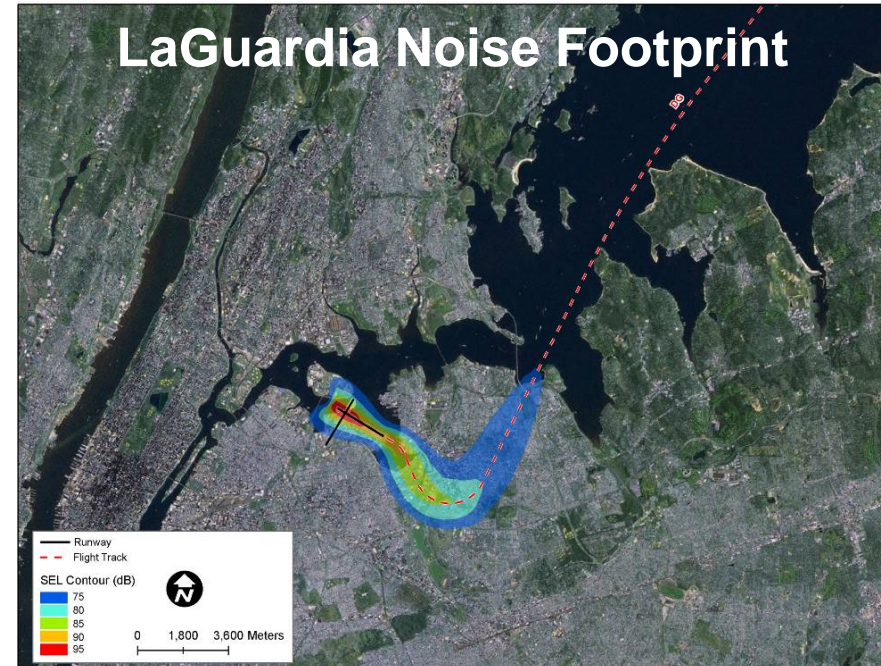 LaGuardia Noise Footprint
DG
Runway
Flight Track
SEL Contour (dB)
75
80
85
90
95
N
0 1,800 3,600 Meters